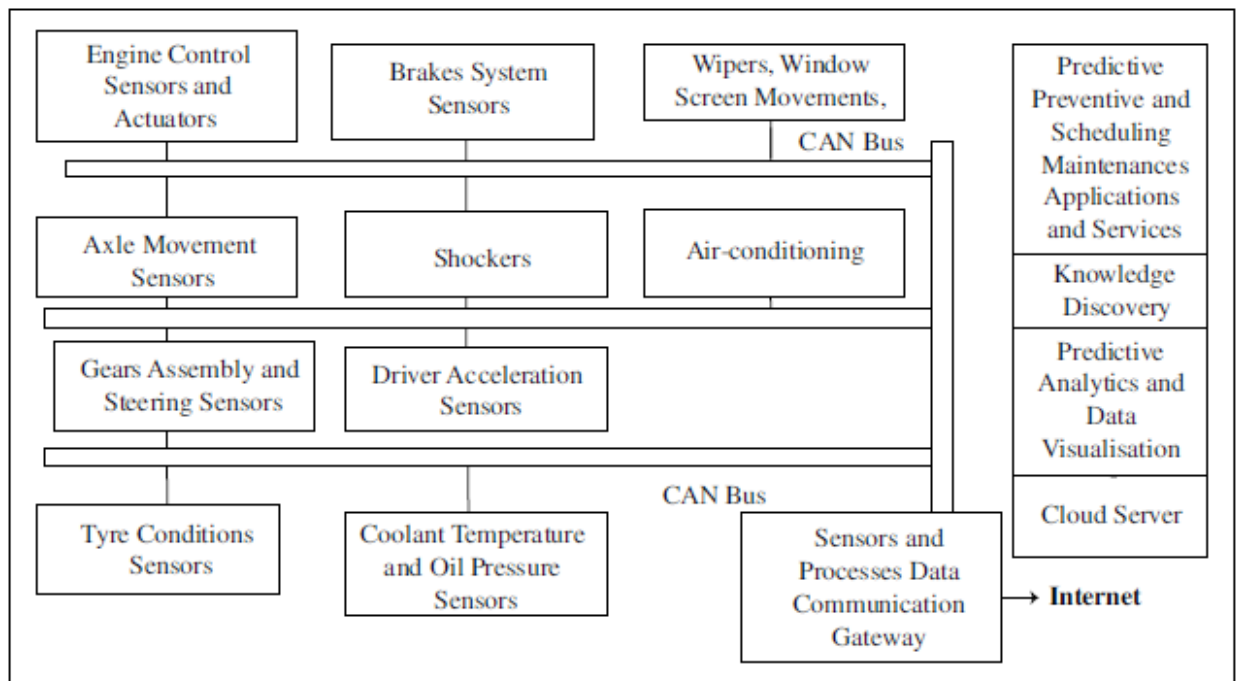 Engine Control
Sensors and
Actuators
Brakes System
Sensors
Wipers, Window
Screen Movements,
CAN Bus
Predictive
Preventive and
Scheduling
Maintenances
Applications
and Services
Axle Movement
Sensors
Shockers
Air-conditioning
Knowledge
Discovery
Gears Assembly and
Steering Sensors
Driver Acceleration
Sensors
Predictive
Analytics and
Data
Visualisation
CAN Bus
Cloud Server
Tyre Conditions
Sensors
Coolant Temperature
and Oil Pressure
Sensors
Sensors and
Processes Data
Communication
Gateway
Internet